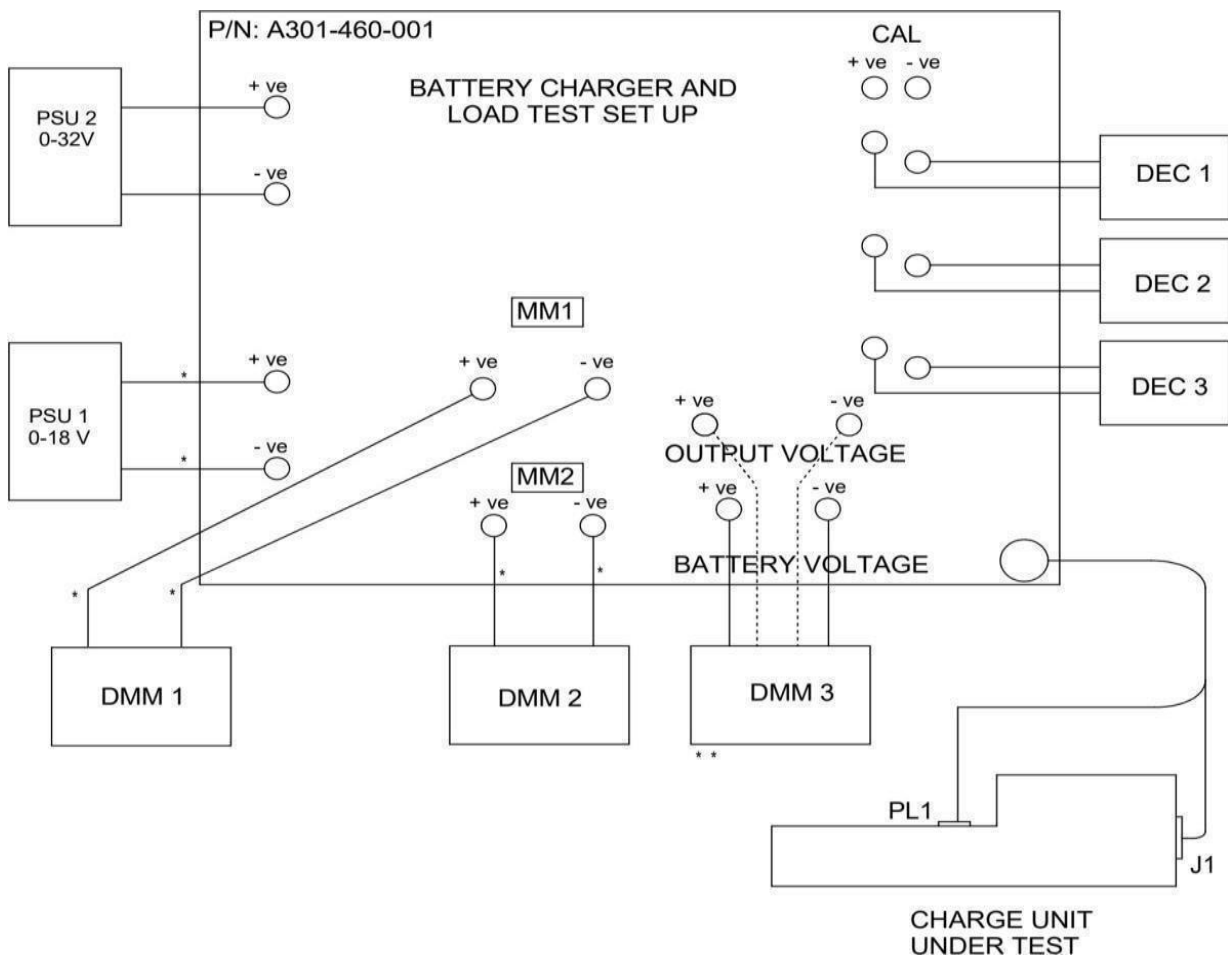 P/N: A301-460-001
CAL
+ ve - ve
BATTERY CHARGER AND
LOAD TEST SET UP
PSU 2
0-32V
+ ve
- ve
DEC 1
DEC 2
DEC 3
MM1
+ ve
- ve
PSU 1
0-18 V
* + ve
* - ve
+ ve
- ve
OUTPUT VOLTAGE
MM2
+ ve
- ve
+ ve
- ve
BATTERY VOLTAGE
* *
* *
DMM 1
DMM 2
DMM 3
* *
PL1
J1
CHARGE UNIT
UNDER TEST